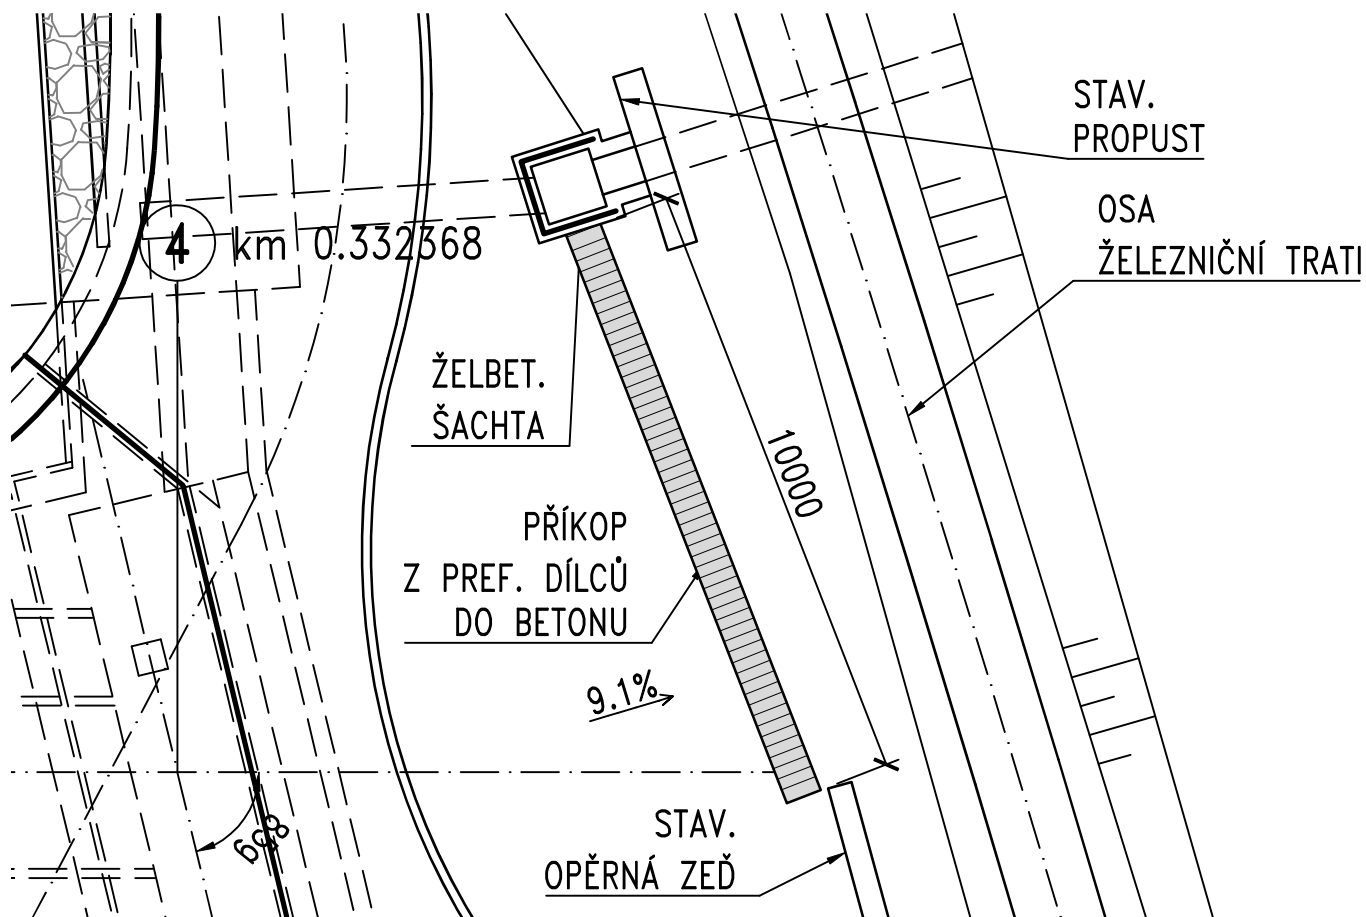 STAV.
PROPUST
OSA
ŽELEZNIČNÍ TRATI
4 km 0.332368
ŽELBET.
ŠACHTA
10000
PŘÍKOP
Z PREF. DÍLCŮ
DO BETONU
9.1%
STAV.
OPĚRNÁ ZEĎ